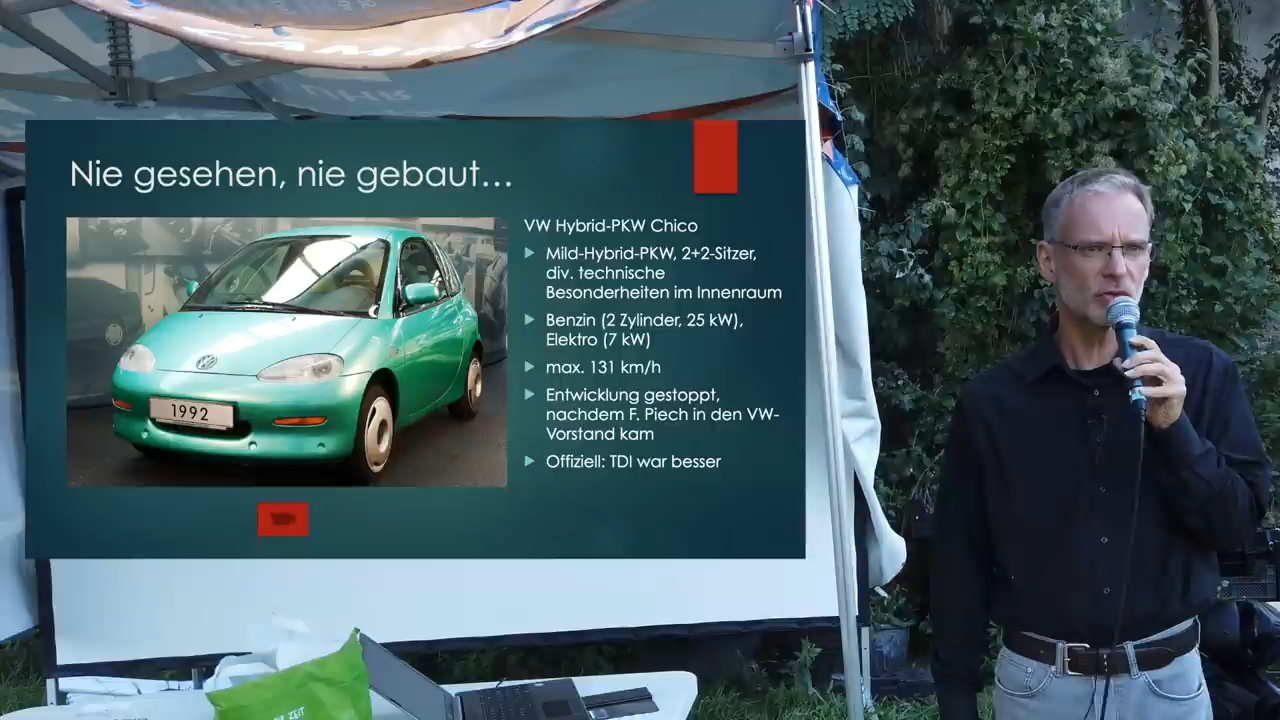 UHR
Nie gesehen, nie gebaut…
VW Hybrid-PKW Chico
Mild-Hybrid-PKW, 2+2-Sitzer,
div. technische
Besonderheiten im Innenraum
Benzin (2 Zylinder, 25 kW),
Elektro (7 kW)
max. 131 km/h
Entwicklung gestoppt,
nachdem F. Piech in den VW-
Vorstand kam
Offiziell: TDI war besser
1992
ZEIT